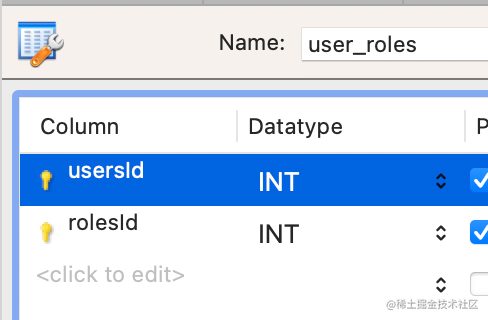 Name: user_roles
Column Datatype P
usersId INT
rolesId INT
<click to edit>
@稀土掘金技术社区